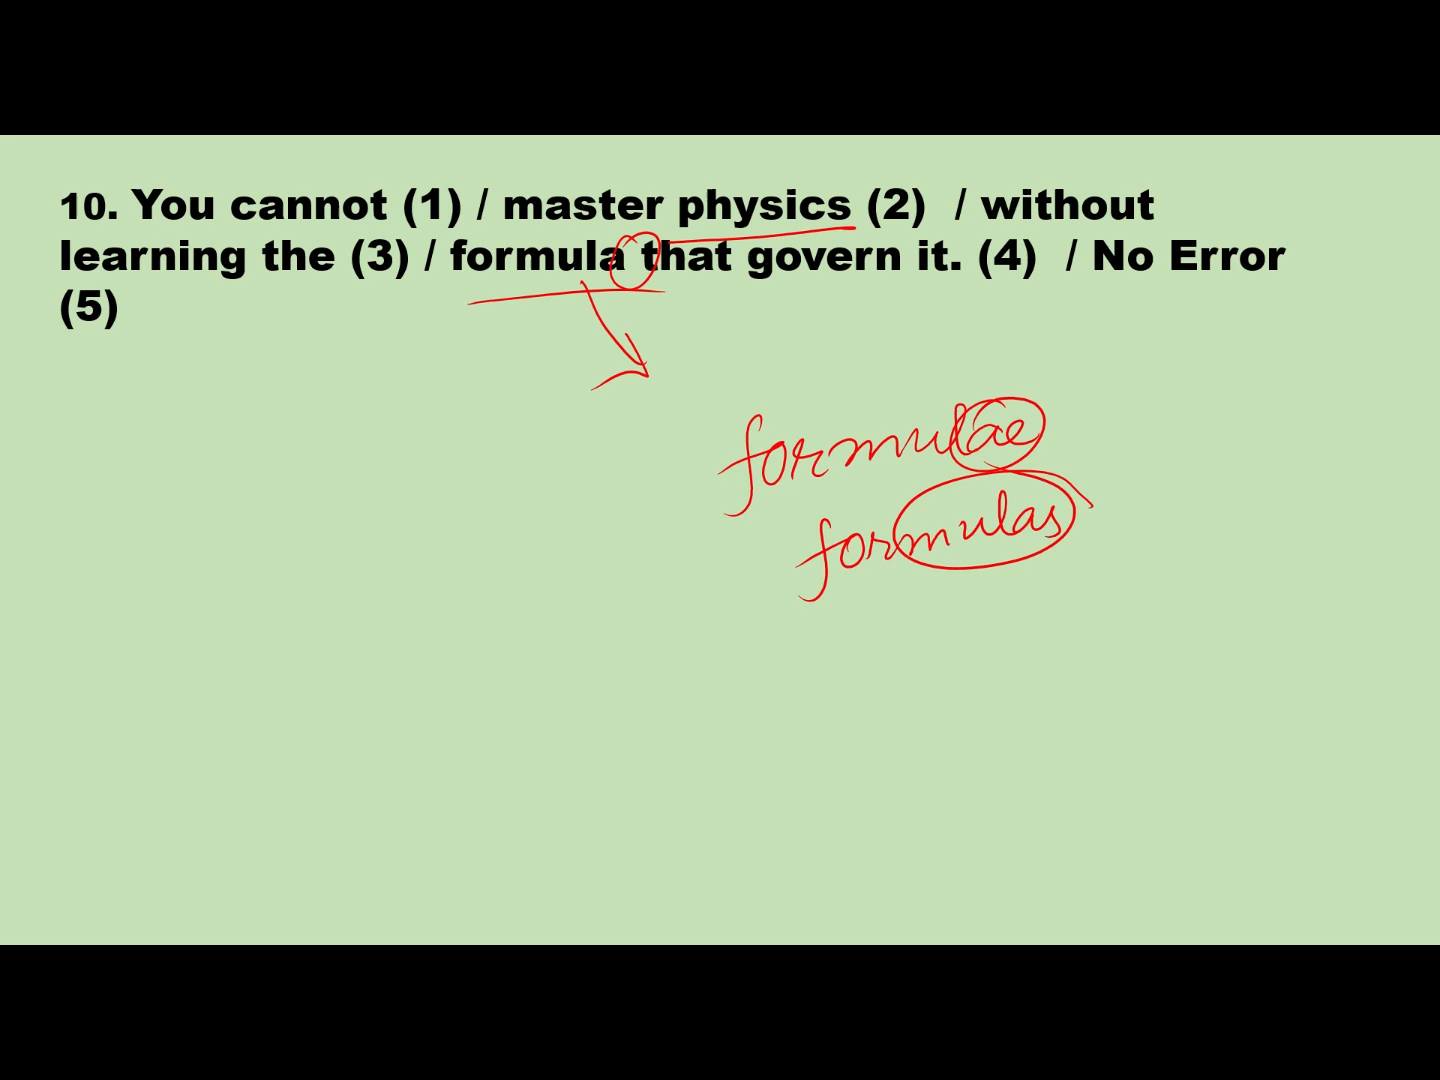 10. You cannot (1) / master physics (2)  / without
learning the (3) / formula that govern it. (4)  / No Error
(5)
formulae
formulas